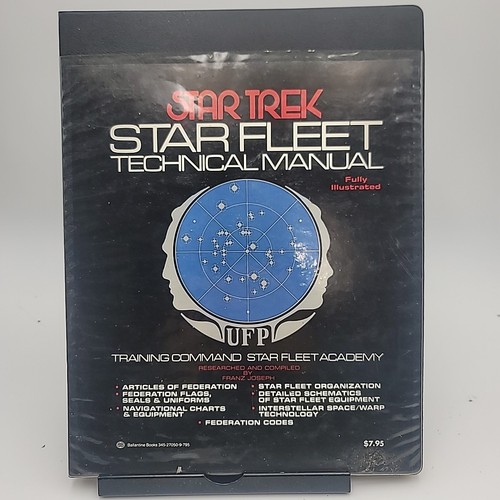 STAR TREK
STAR FLEET
TECHNICAL MANUAL
Fully
Illustrated
UFP
TRAINING COMMAND STAR FLEET ACADEMY
RESEARCHED AND COMPILED
BY
FRANZ JOSEPH
• ARTICLES OF FEDERATION
• FEDERATION FLAGS,
SEALS & UNIFORMS
• NAVIGATIONAL CHARTS
& EQUIPMENT
• STAR FLEET ORGANIZATION
• DETAILED SCHEMATICS
OF STAR FLEET EQUIPMENT
• INTERSTELLAR SPACE/WARP
TECHNOLOGY
• FEDERATION CODES
Ballantine Books 345-27050-9-795
$7.95